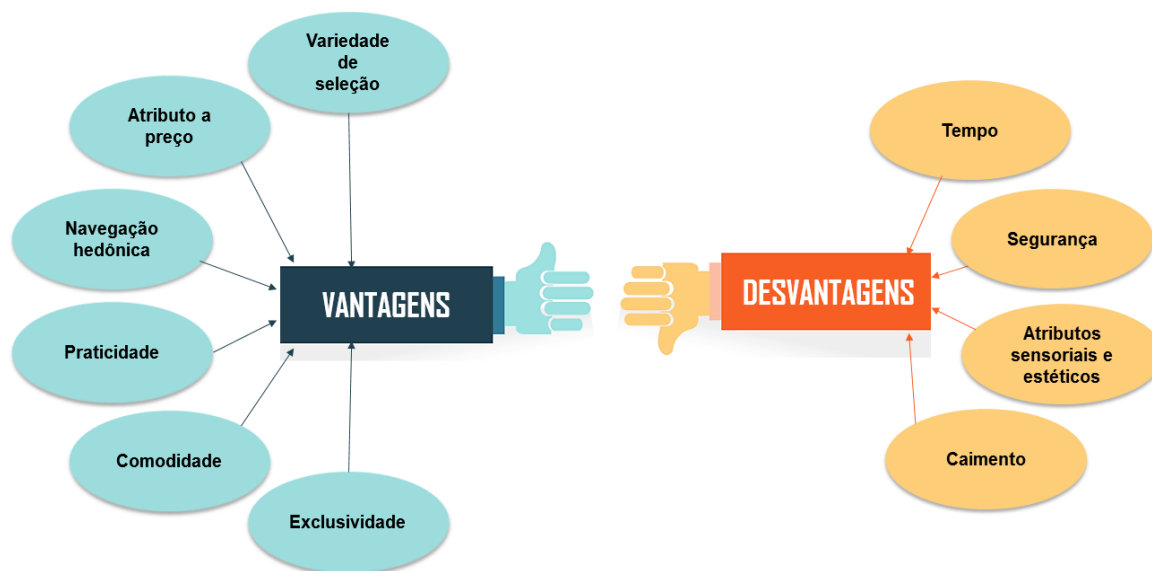 Variedade
de
seleção
Atributo a
preço
Navegação
hedônica
Praticidade
Comodidade
Exclusividade
VANTAGENS
DESVANTAGENS
Tempo
Segurança
Atributos
sensoriais e
estéticos
Caimento